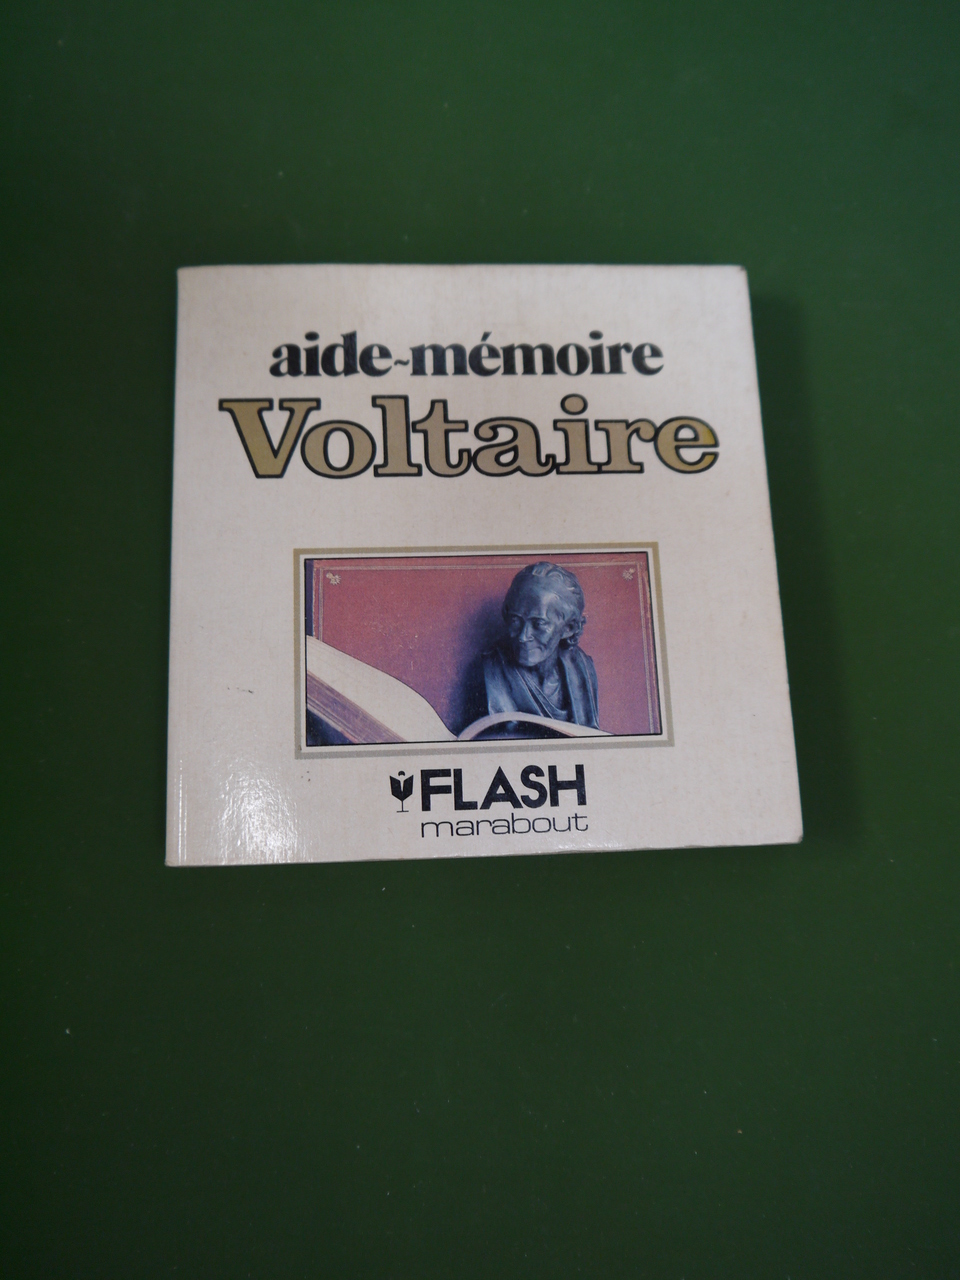 aide-mémoire
Voltaire
FLASH
marabout